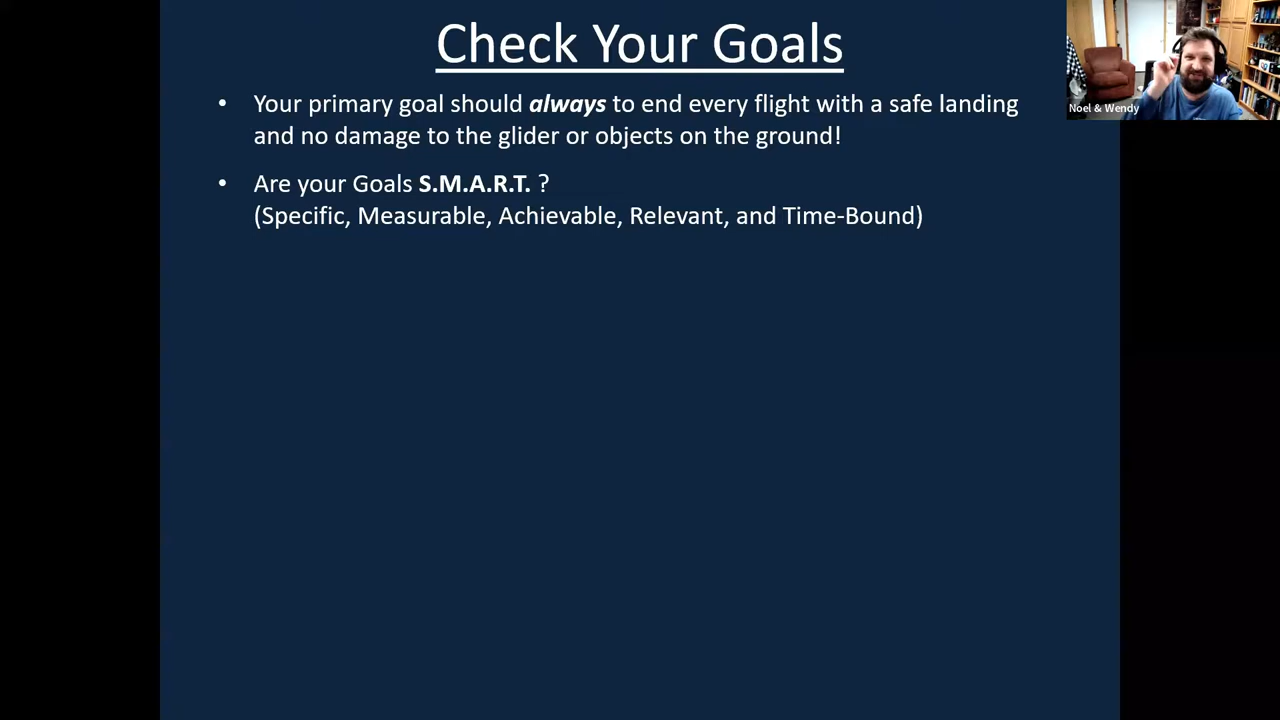 Check Your Goals
• Your primary goal should always to end every flight with a safe landing
and no damage to the glider or objects on the ground!
• Are your Goals S.M.A.R.T. ?
(Specific, Measurable, Achievable, Relevant, and Time-Bound)
Noel & Wendy